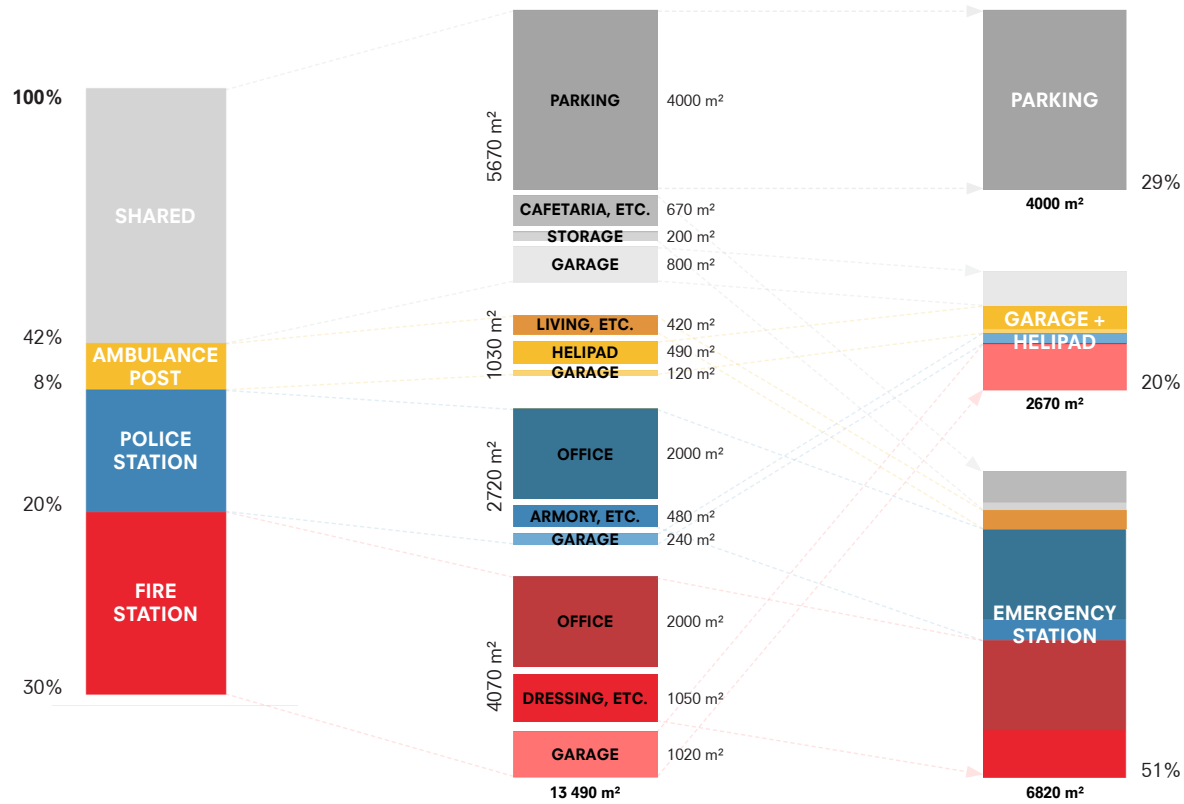 100%
SHARED
42%
AMBULANCE
POST
8%
POLICE
STATION
20%
FIRE
STATION
30%
5670 m²
PARKING
4000 m²
CAFETARIA, ETC.
670 m²
STORAGE
200 m²
GARAGE
800 m²
1030 m²
LIVING, ETC.
420 m²
HELIPAD
490 m²
GARAGE
120 m²
2720 m²
OFFICE
2000 m²
ARMORY, ETC.
480 m²
GARAGE
240 m²
4070 m²
OFFICE
2000 m²
DRESSING, ETC.
1050 m²
GARAGE
1020 m²
13 490 m²
PARKING
29%
4000 m²
GARAGE +
HELIPAD
20%
2670 m²
EMERGENCY
STATION
51%
6820 m²